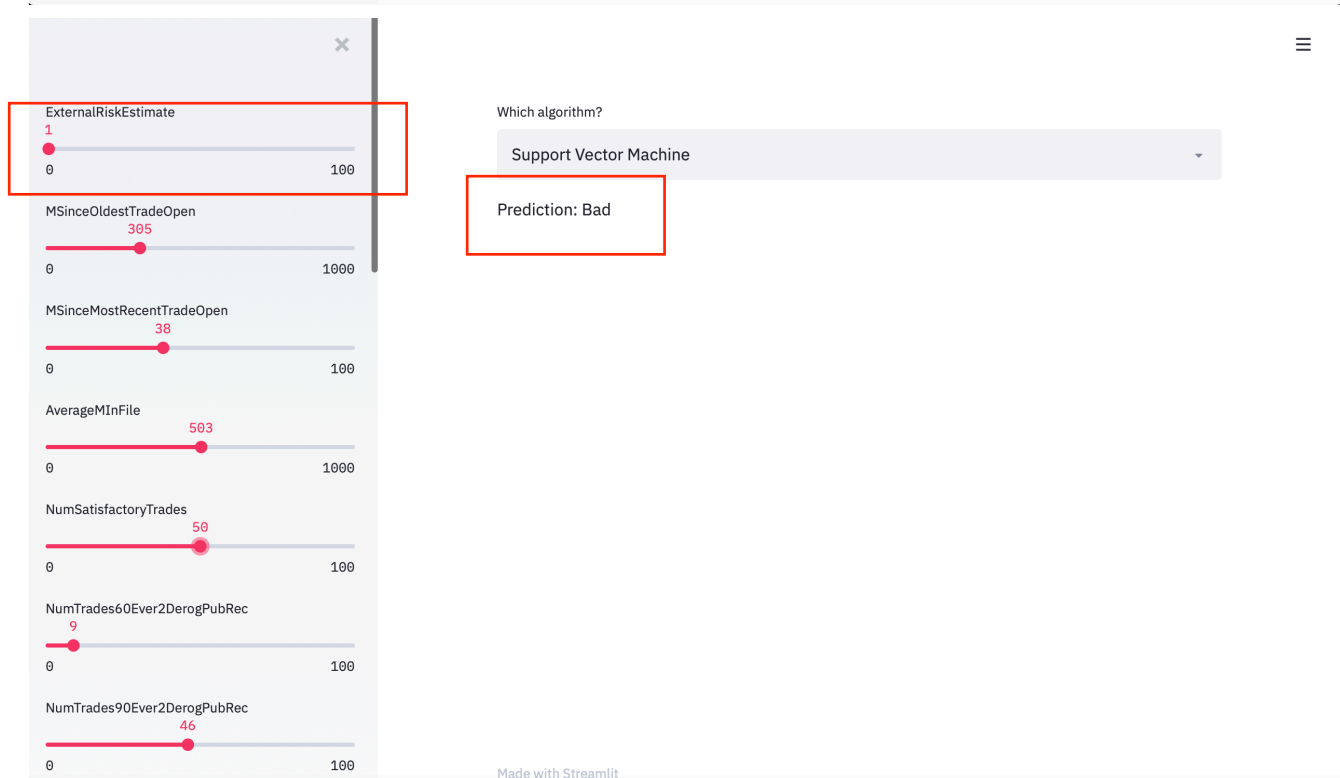 ExternalRiskEstimate
1
0 100
MSinceOldestTradeOpen
305
0 1000
MSinceMostRecentTradeOpen
38
0 100
AverageMInFile
503
0 1000
NumSatisfactoryTrades
50
0 100
NumTrades60Ever2DerogPubRec
9
0 100
NumTrades90Ever2DerogPubRec
46
0 100
Which algorithm?
Support Vector Machine
Prediction: Bad
Made with Streamlit